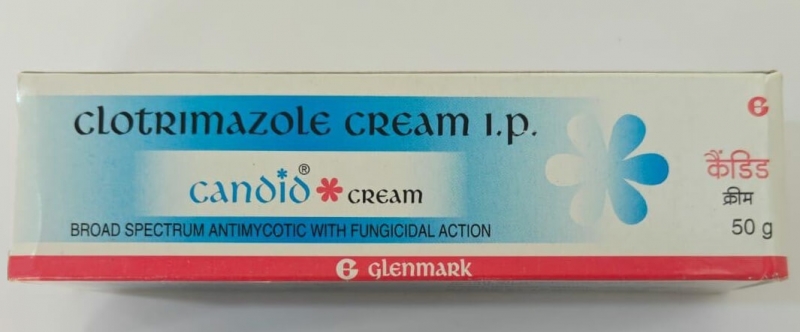 CLOTRIMAZOLE CREAM I.P.
candid® CREAM
BROAD SPECTRUM ANTIMYCOTIC WITH FUNGICIDAL ACTION
कैंडिड
क्रीम
50 g
G GLENMARK